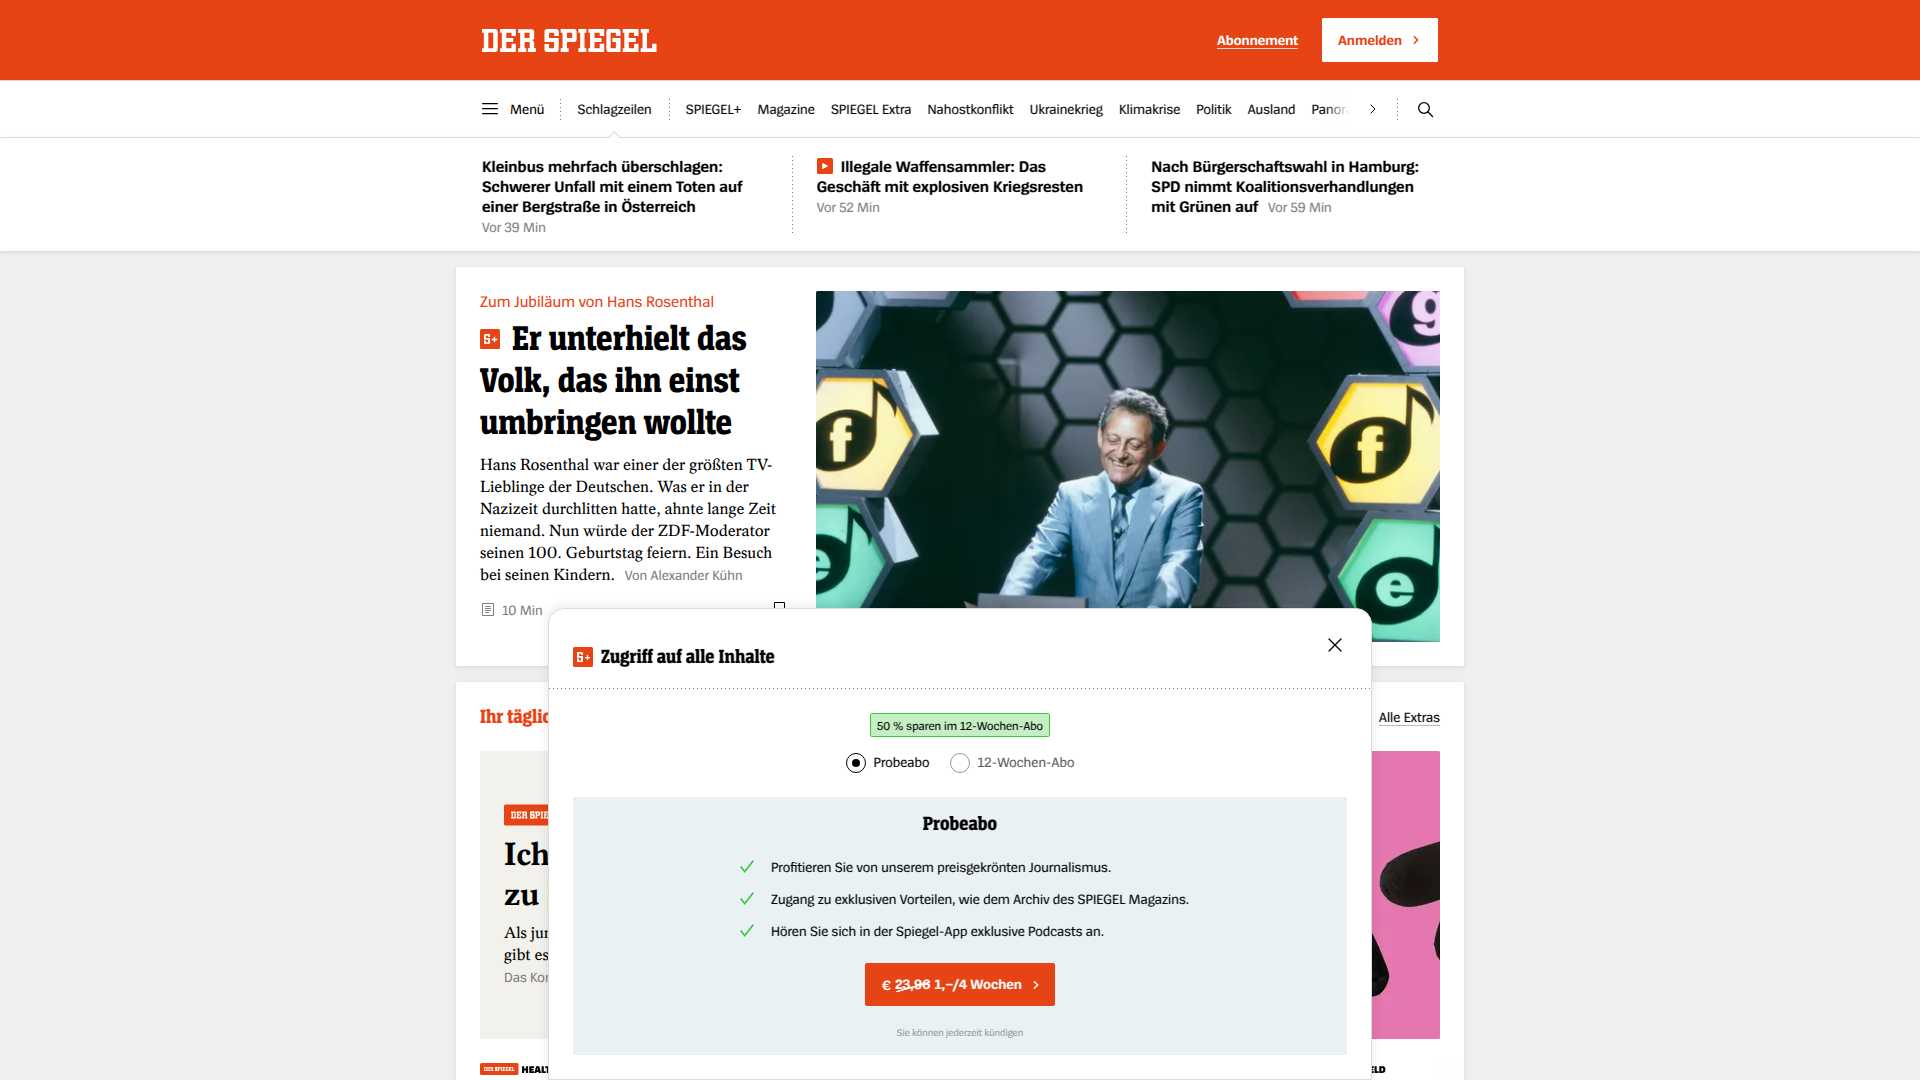 DER SPIEGEL
Abonnement
Anmelden
Menü
Schlagzeilen
SPIEGEL+
Magazine
SPIEGEL Extra
Nahostkonflikt
Ukrainekrieg
Klimakrise
Politik
Ausland
Kleinbus mehrfach überschlagen:
Schwerer Unfall mit einem Toten auf
einer Bergstraße in Österreich
Vor 39 Min
Illegale Waffensammler: Das
Geschäft mit explosiven Kriegsresten
Vor 52 Min
Nach Bürgerschaftswahl in Hamburg:
SPD nimmt Koalitionsverhandlungen
mit Grünen auf Vor 59 Min
Zum Jubiläum von Hans Rosenthal
Er unterhielt das
Volk, das ihn einst
umbringen wollte
Hans Rosenthal war einer der größten TV-
Lieblinge der Deutschen. Was er in der
Nazizeit durchlitten hatte, ahnte lange Zeit
niemand. Nun würde der ZDF-Moderator
seinen 100. Geburtstag feiern. Ein Besuch
bei seinen Kindern. Von Alexander Kühn
10 Min
f
e
g
f
e
Zugriff auf alle Inhalte
50 % sparen im 12-Wochen-Abo
Probeabo
12-Wochen-Abo
Probeabo
Profitieren Sie von unserem preisgekrönten Journalismus.
Zugang zu exklusiven Vorteilen, wie dem Archiv des SPIEGEL Magazins.
Hören Sie sich in der Spiegel-App exklusive Podcasts an.
€ 23,96 1,–/4 Wochen
Sie können jederzeit kündigen
Ihr
Alle Extras
DER
Ich
zu
Als
gibt es
Das
DER SPIEGEL